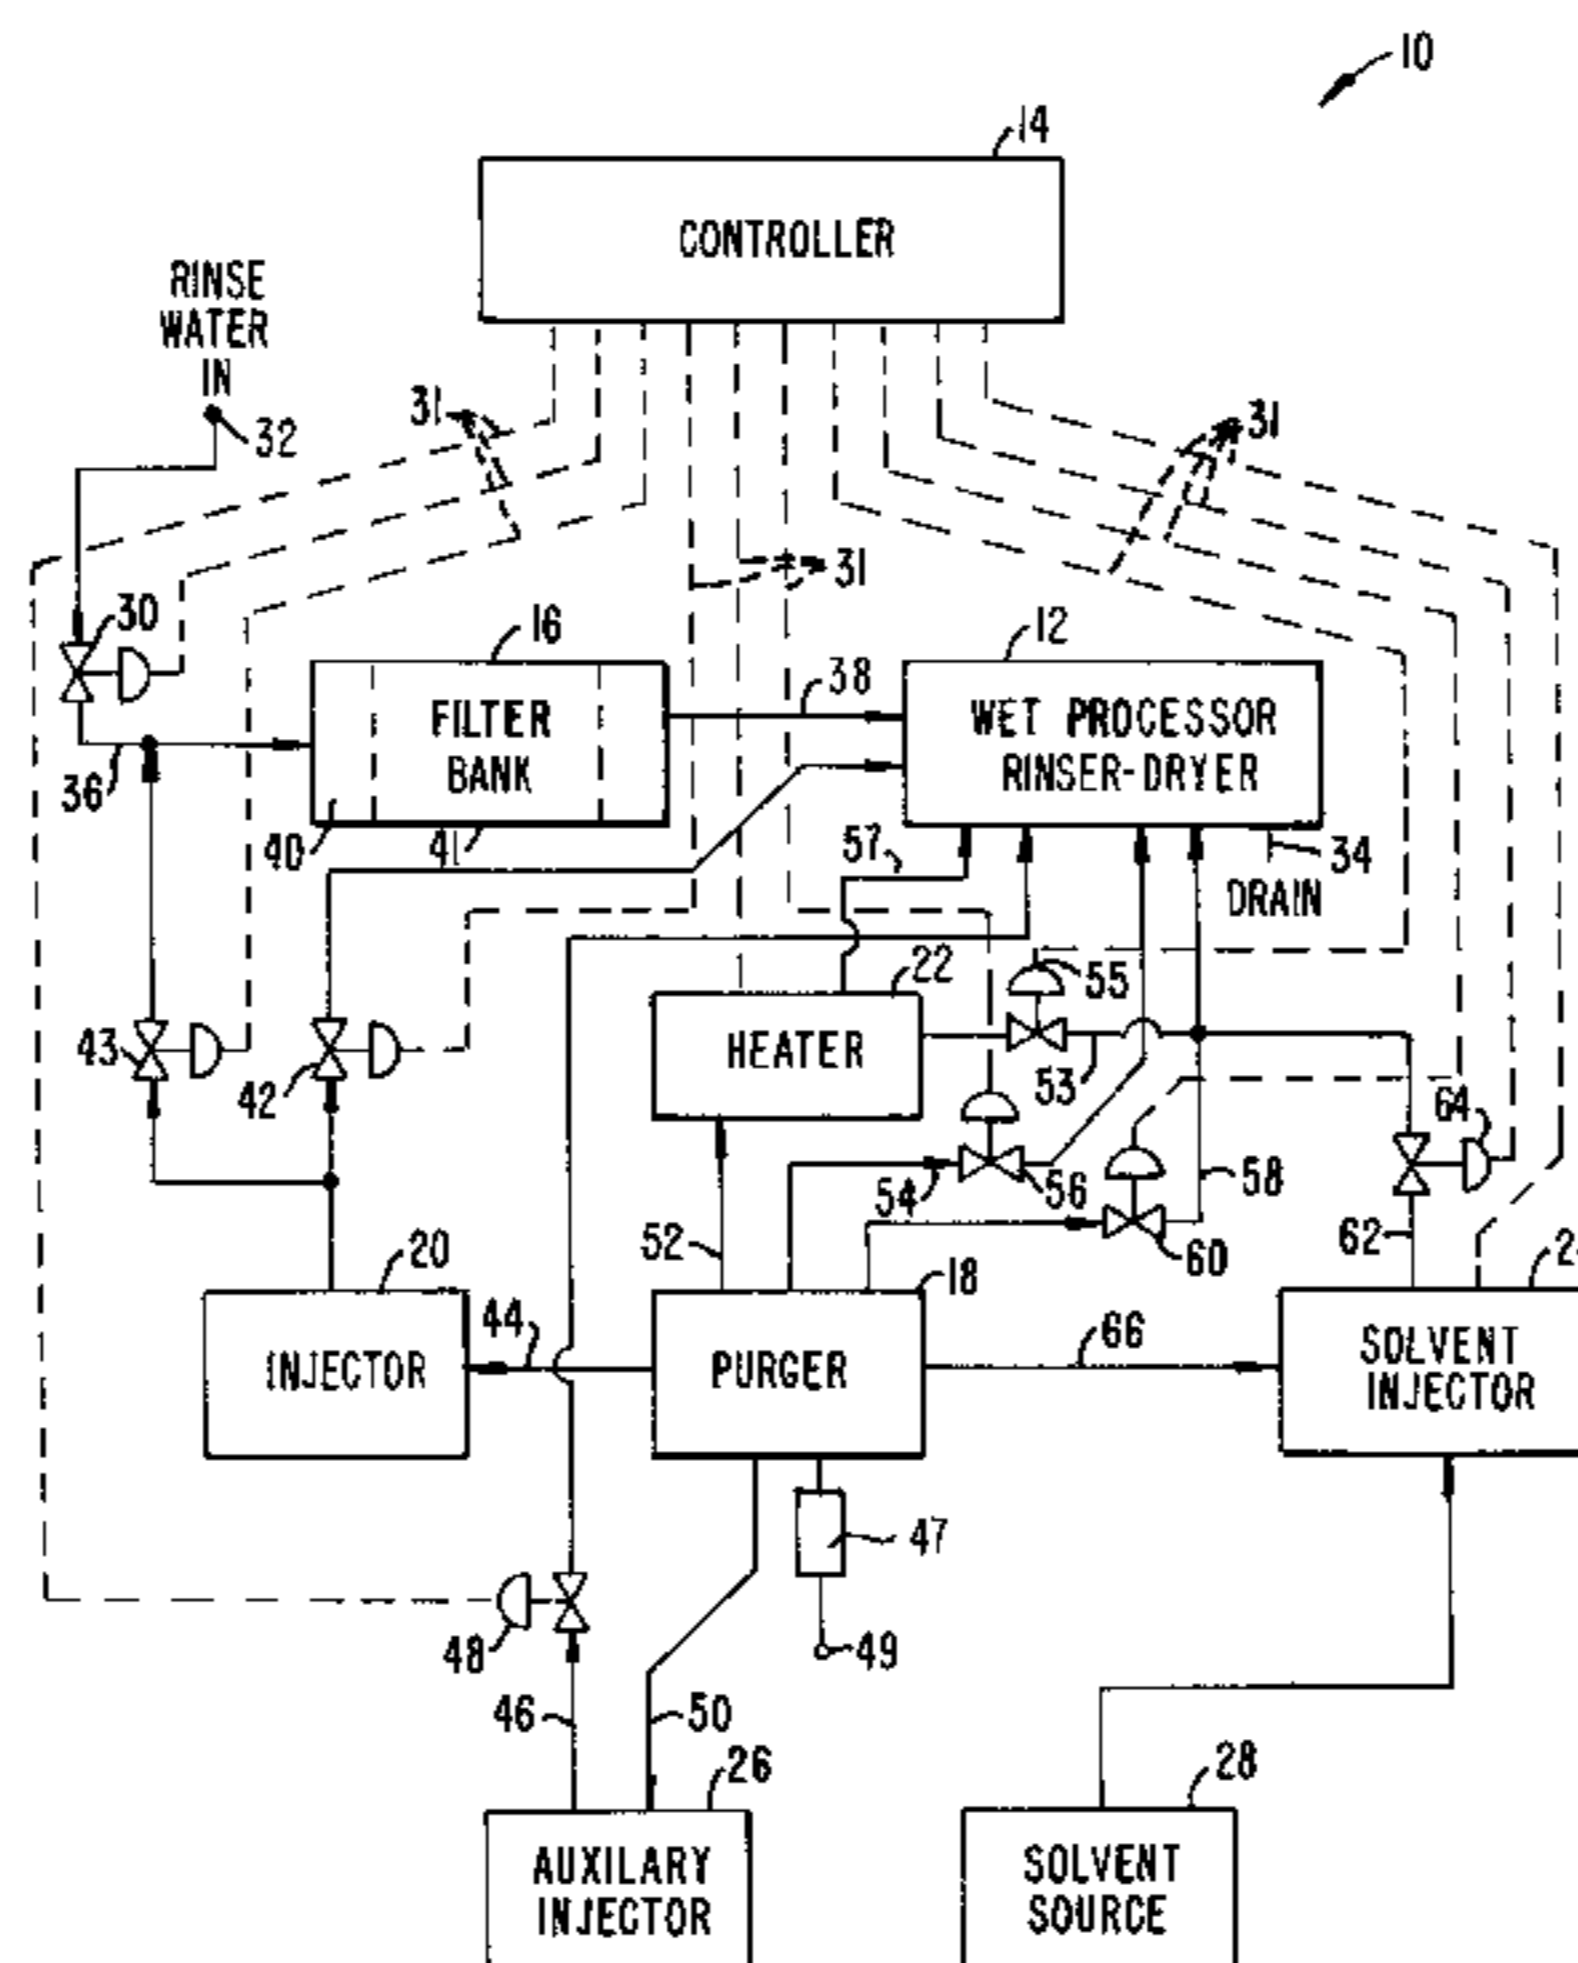 10
14
CONTROLLER
RINSE
WATER
IN
32
31
31
31
30
16
12
38
FILTER
BANK
WET PROCESSOR
RINSER-DRYER
36
40
41
57
34
DRAIN
22
55
43
42
HEATER
53
64
54
56
58
52
60
62
20
18
44
66
INJECTOR
PURGER
SOLVENT
INJECTOR
47
48
49
46
50
26
28
AUXILARY
INJECTOR
SOLVENT
SOURCE